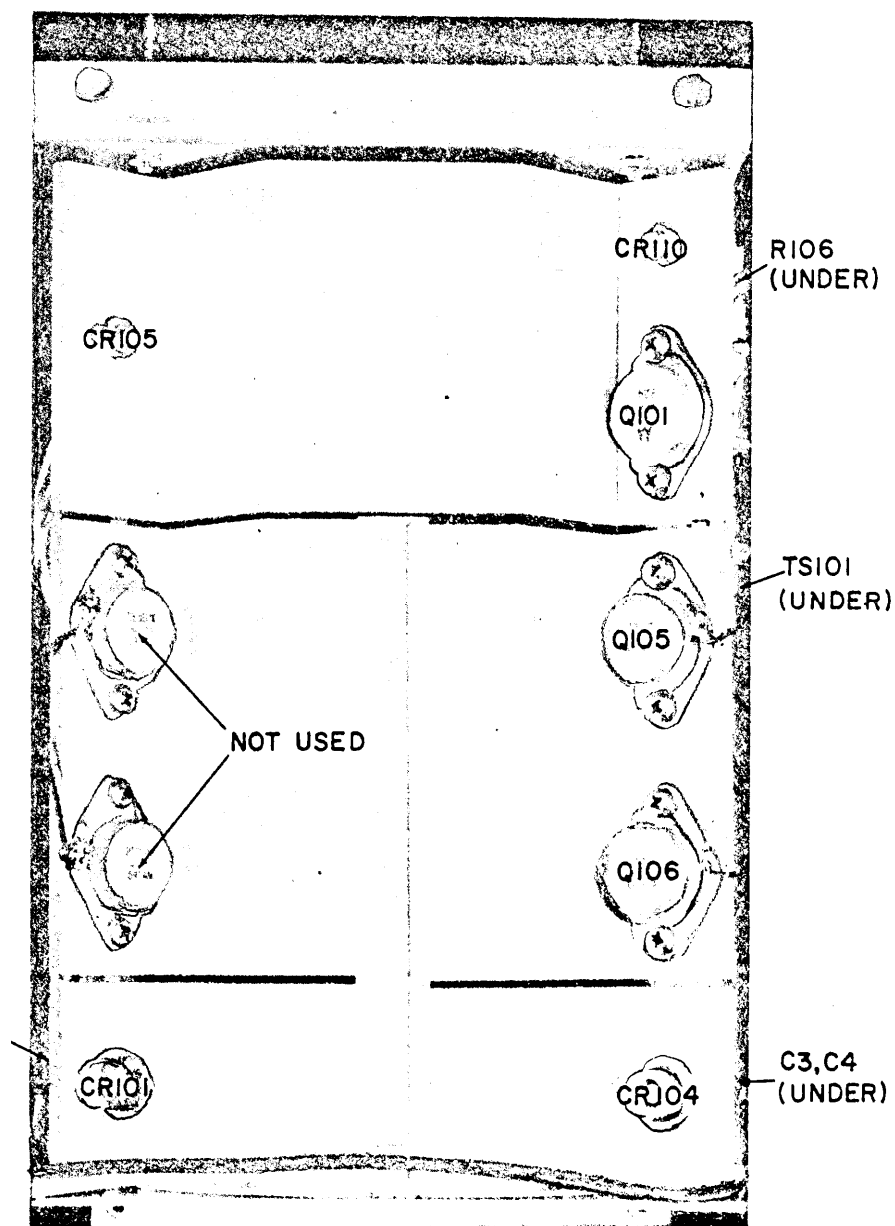 CR110
R106
(UNDER)
CR105
Q101
TS101
(UNDER)
Q105
NOT USED
Q106
C3,C4
(UNDER)
CR101
CR104